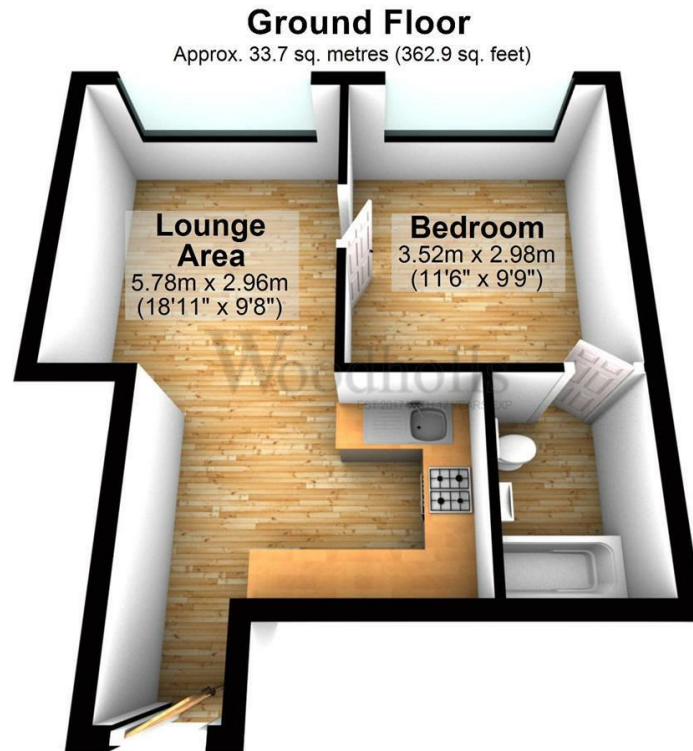 Ground Floor
Approx. 33.7 sq. metres (362.9 sq. feet)
Lounge
Area
5.78m x 2.96m
(18'11" x 9'8")
Bedroom
3.52m x 2.98m
(11'6" x 9'9")
Woodholls